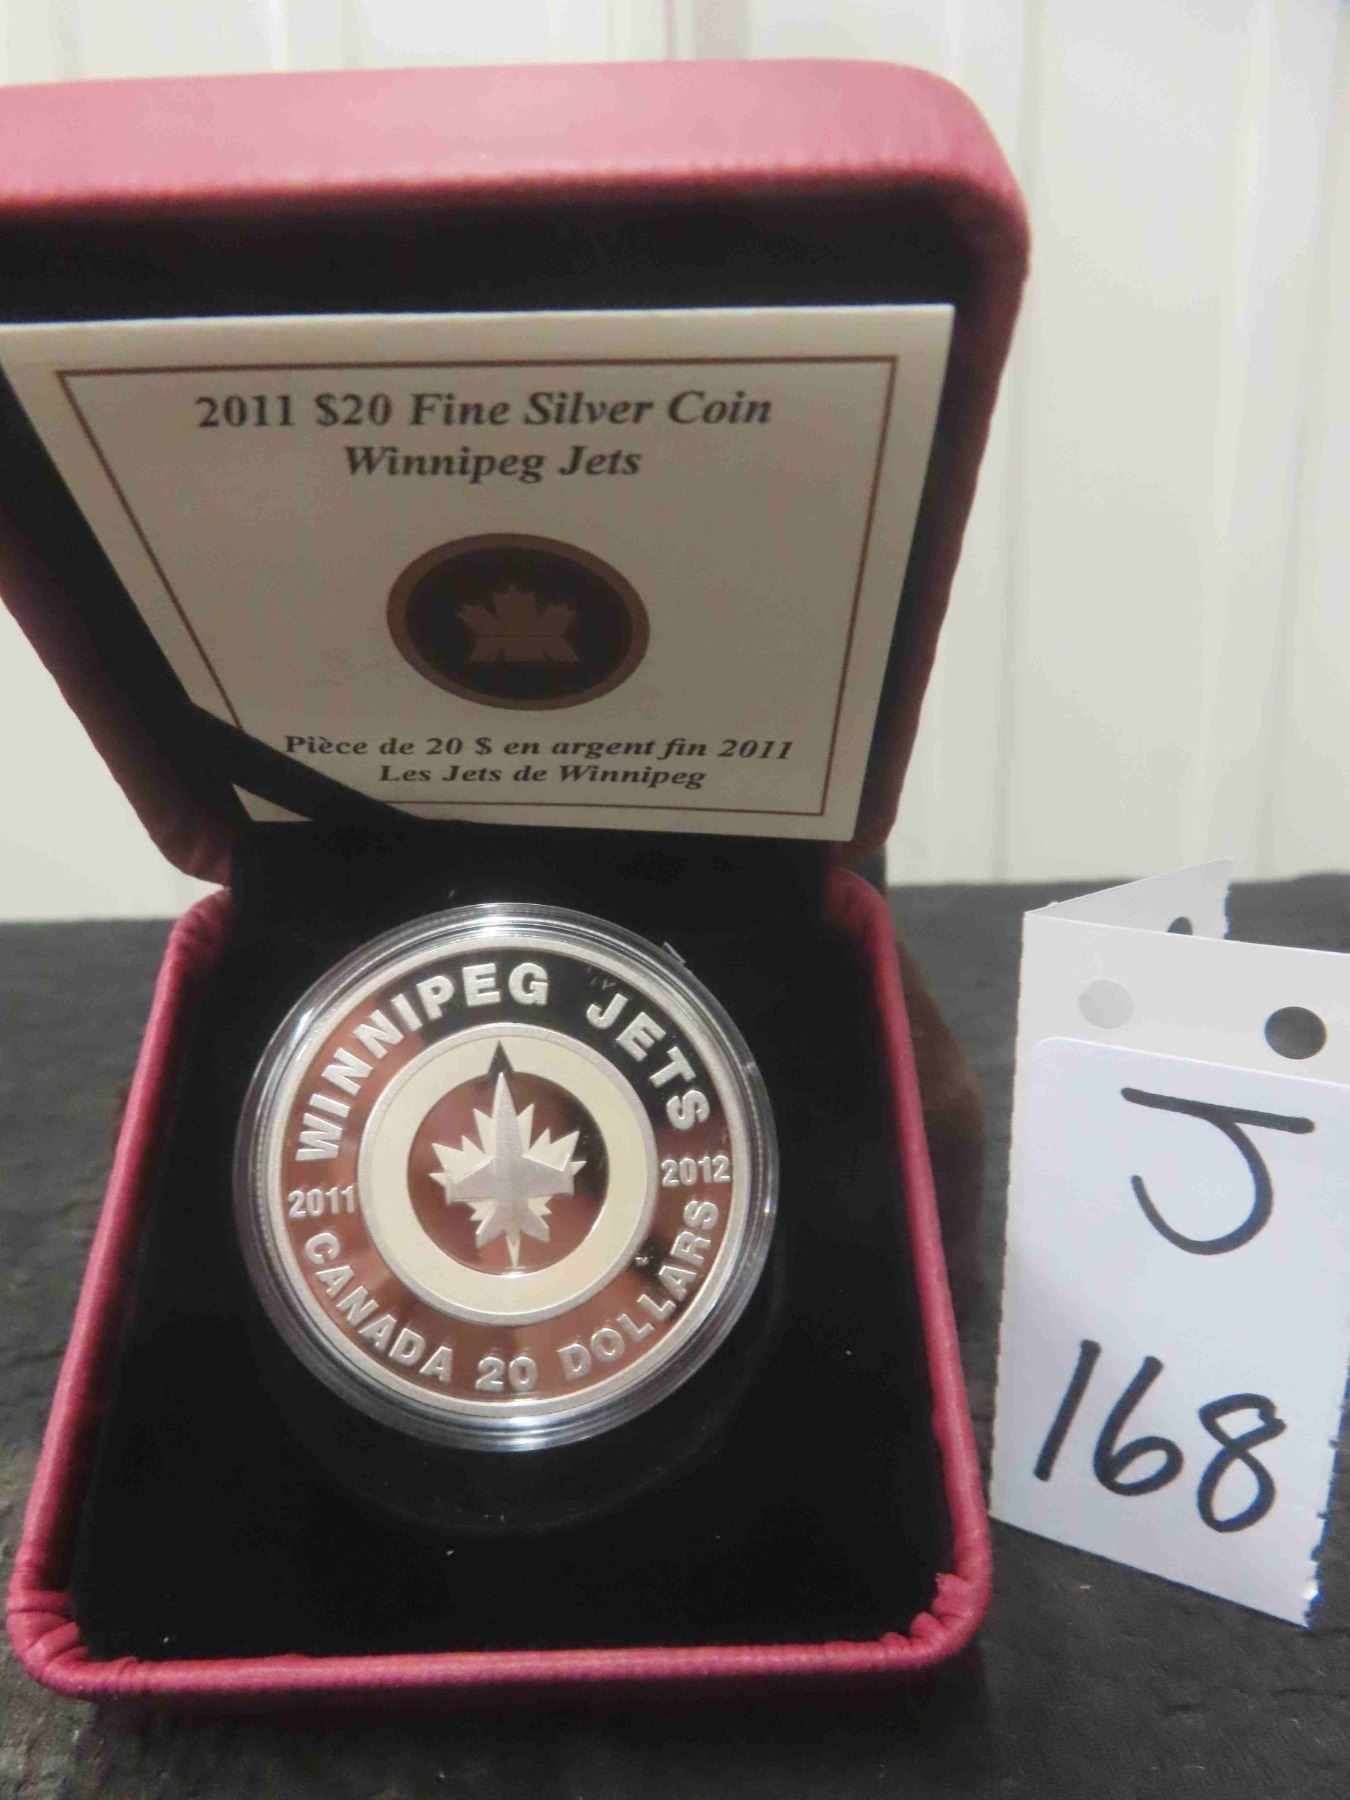 2011 $20 Fine Silver Coin
Winnipeg Jets
Pièce de 20 $ en argent fin 2011
Les Jets de Winnipeg
WINNIPEG JETS
2011
2012
CANADA 20 DOLLARS
J
168